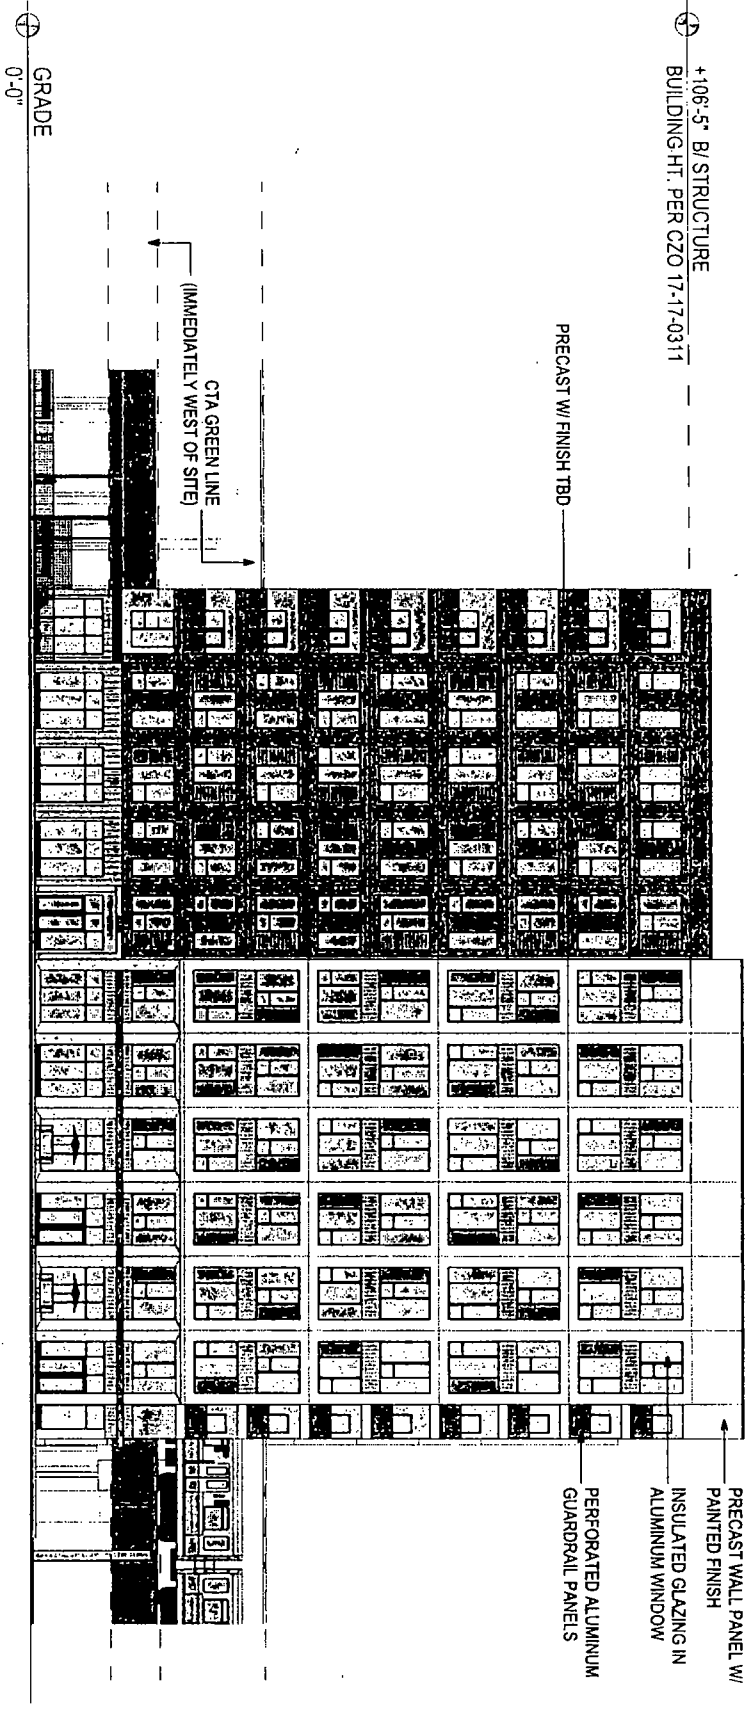 +106'-5" B/ STRUCTURE
BUILDING HT. PER CZO 17-17-0311
GRADE
0'-0"
PRECAST W/ FINISH TBD
CTA GREEN LINE
(IMMEDIATELY WEST OF SITE)
PRECAST WALL PANEL W/
PAINTED FINISH
INSULATED GLAZING IN
ALUMINUM WINDOW
PERFORATED ALUMINUM
GUARDRAIL PANELS